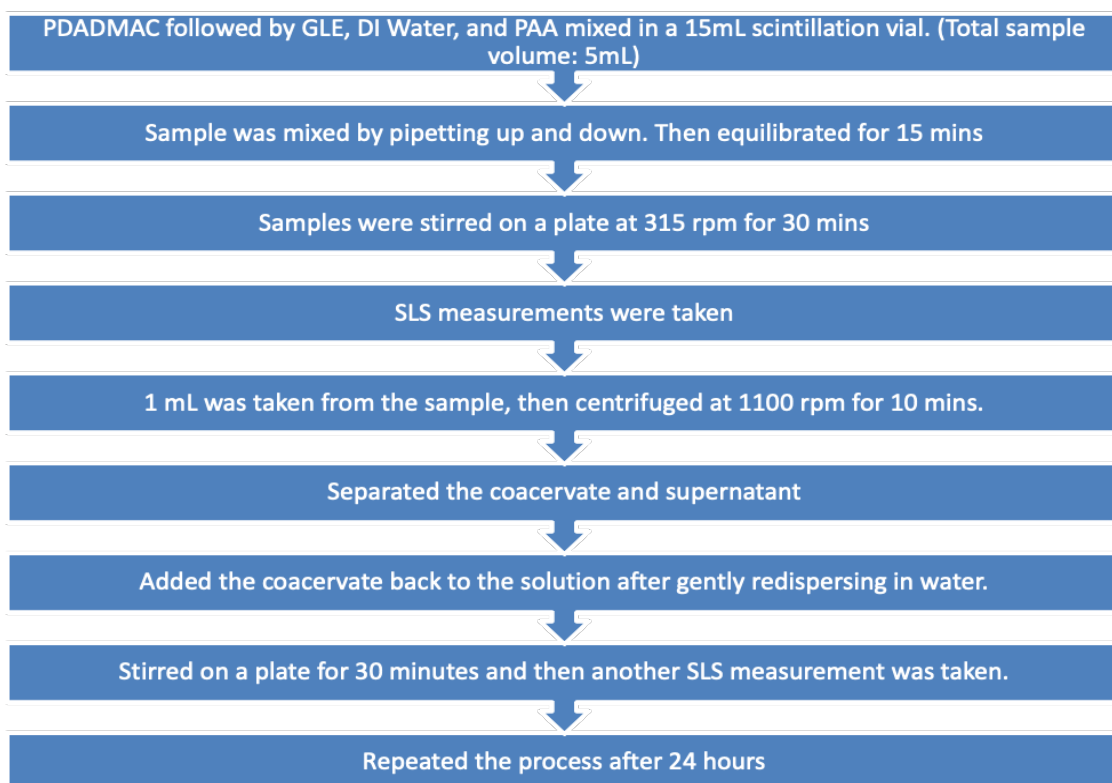 PDADMAC followed by GLE, DI Water, and PAA mixed in a 15mL scintillation vial. (Total sample
volume: 5mL)
Sample was mixed by pipetting up and down. Then equilibrated for 15 mins
Samples were stirred on a plate at 315 rpm for 30 mins
SLS measurements were taken
1 mL was taken from the sample, then centrifuged at 1100 rpm for 10 mins.
Separated the coacervate and supernatant
Added the coacervate back to the solution after gently redispersing in water.
Stirred on a plate for 30 minutes and then another SLS measurement was taken.
Repeated the process after 24 hours